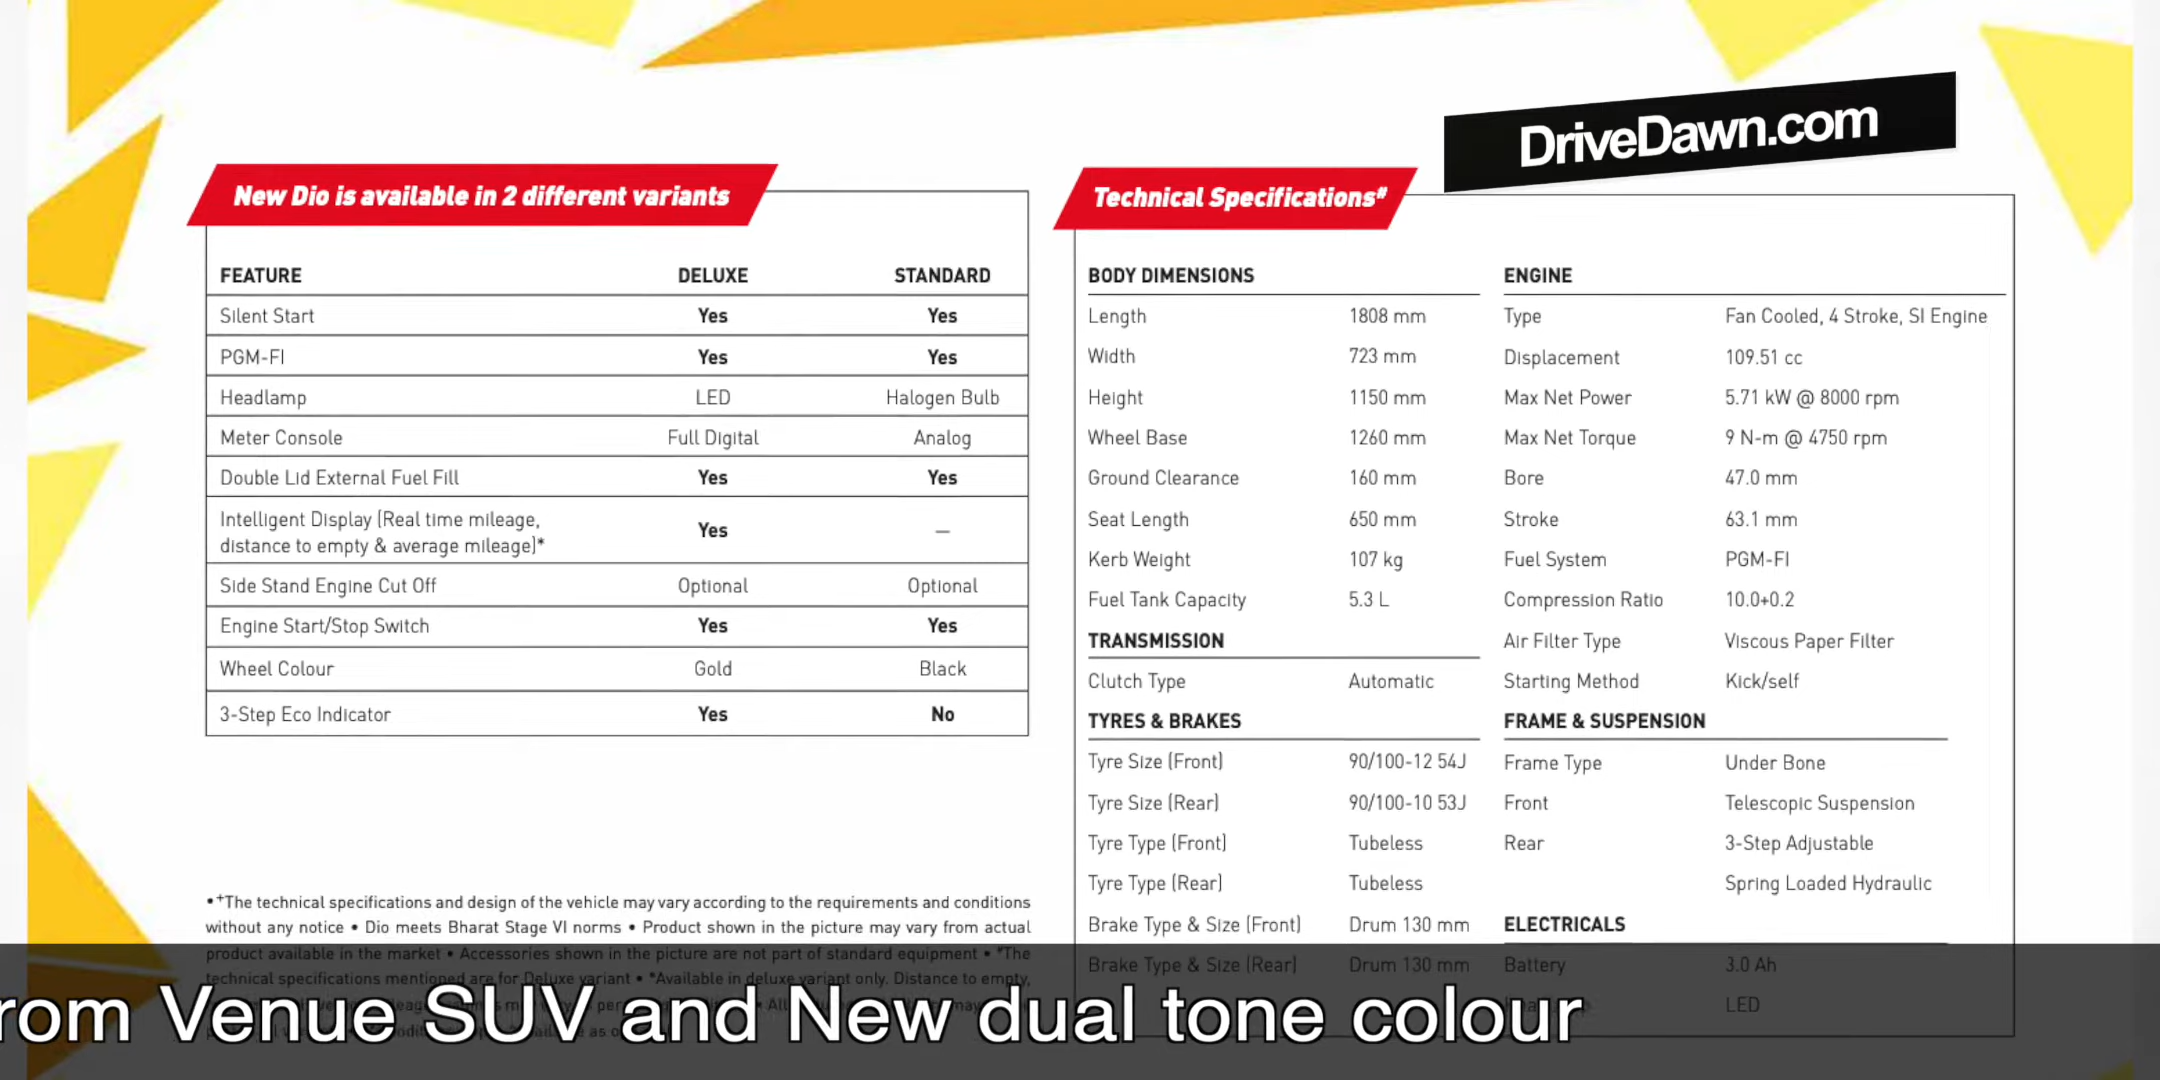 DriveDawn.com
New Dio is available in 2 different variants
FEATURE DELUXE STANDARD
Silent Start Yes Yes
PGM-FI Yes Yes
Headlamp LED Halogen Bulb
Meter Console Full Digital Analog
Double Lid External Fuel Fill Yes Yes
Intelligent Display (Real time mileage,
distance to empty & average mileage)* Yes —
Side Stand Engine Cut Off Optional Optional
Engine Start/Stop Switch Yes Yes
Wheel Colour Gold Black
3-Step Eco Indicator Yes No
•⁺The technical specifications and design of the vehicle may vary according to the requirements and conditions
without any notice • Dio meets Bharat Stage VI norms • Product shown in the picture may vary from actual
product available in the market • Accessories shown in the picture are not part of standard equipment • #The
technical specifications mentioned are for Deluxe variant • *Available in deluxe variant only. Distance to empty,
Technical Specifications#
BODY DIMENSIONS
Length 1808 mm
Width 723 mm
Height 1150 mm
Wheel Base 1260 mm
Ground Clearance 160 mm
Seat Length 650 mm
Kerb Weight 107 kg
Fuel Tank Capacity 5.3 L
TRANSMISSION
Clutch Type Automatic
TYRES & BRAKES
Tyre Size (Front) 90/100-12 54J
Tyre Size (Rear) 90/100-10 53J
Tyre Type (Front) Tubeless
Tyre Type (Rear) Tubeless
Brake Type & Size (Front) Drum 130 mm
Brake Type & Size (Rear) Drum 130 mm
ENGINE
Type Fan Cooled, 4 Stroke, SI Engine
Displacement 109.51 cc
Max Net Power 5.71 kW @ 8000 rpm
Max Net Torque 9 N-m @ 4750 rpm
Bore 47.0 mm
Stroke 63.1 mm
Fuel System PGM-FI
Compression Ratio 10.0+0.2
Air Filter Type Viscous Paper Filter
Starting Method Kick/self
FRAME & SUSPENSION
Frame Type Under Bone
Front Telescopic Suspension
Rear 3-Step Adjustable
Spring Loaded Hydraulic
ELECTRICALS
Battery 3.0 Ah
LED
rom Venue SUV and New dual tone colour